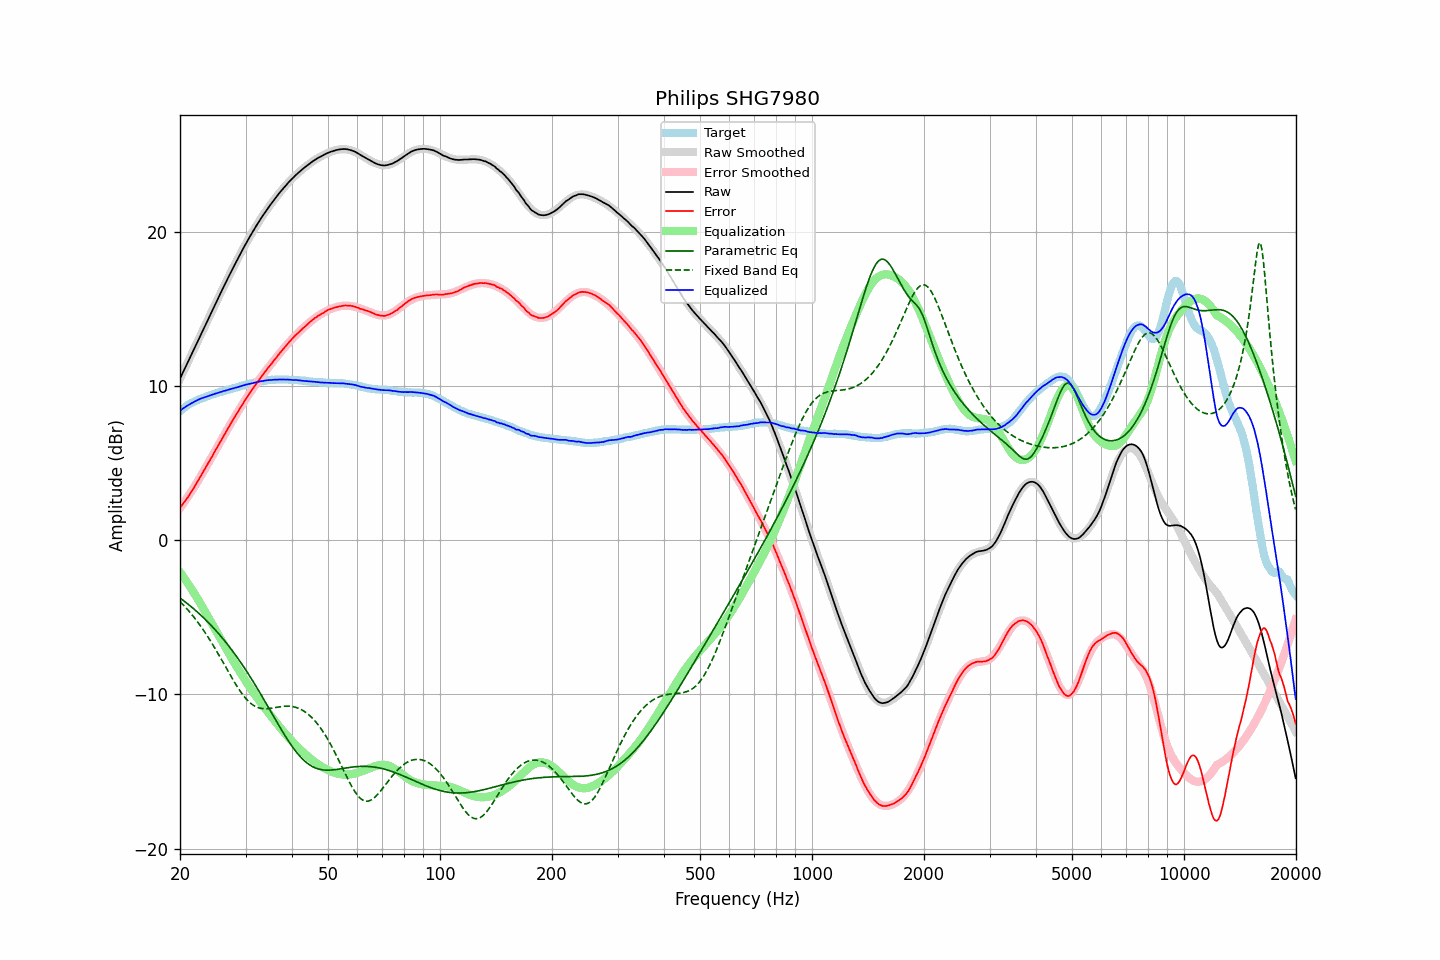 Philips SHG7980
Target
Raw Smoothed
Error Smoothed
Raw
Error
Equalization
Parametric Eq
Fixed Band Eq
Equalized
Amplitude (dBr)
20
10
0
−10
−20
20 50 100 200 500 1000 2000 5000 10000 20000
Frequency (Hz)